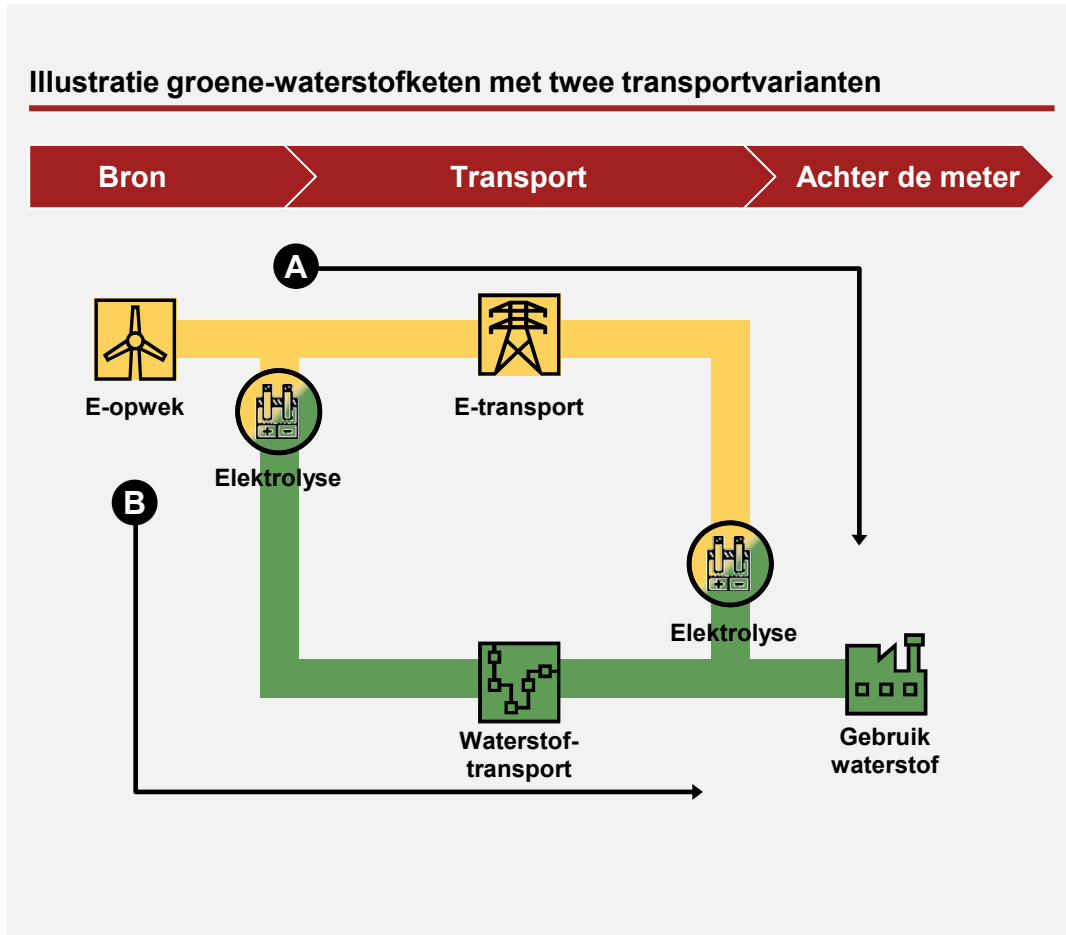 Illustratie groene-waterstofketen met twee transportvarianten
Bron
Transport
Achter de meter
A
E-opwek
E-transport
Elektrolyse
B
Elektrolyse
Waterstof-
transport
Gebruik
waterstof